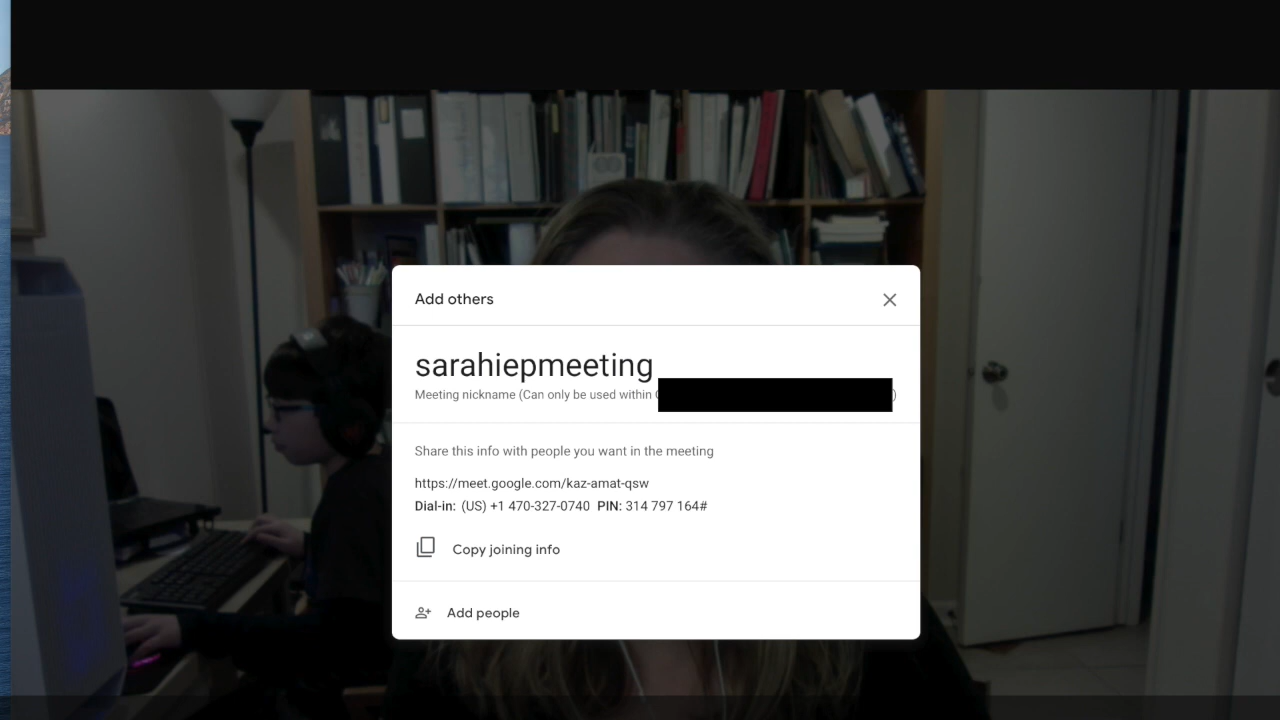 Add others
sarahiepmeeting
Meeting nickname (Can only be used within
Share this info with people you want in the meeting
https://meet.google.com/kaz-amat-qsw
Dial-in: (US) +1 470-327-0740 PIN: 314 797 164#
Copy joining info
Add people